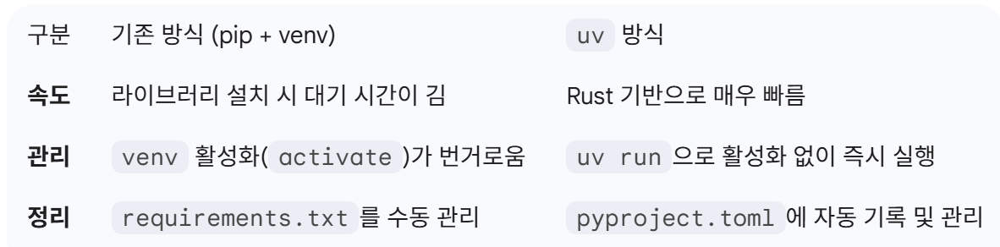 구분 기존 방식 (pip + venv) uv 방식
속도 라이브러리 설치 시 대기 시간이 김 Rust 기반으로 매우 빠름
관리 venv 활성화( activate )가 번거로움 uv run 으로 활성화 없이 즉시 실행
정리 requirements.txt 를 수동 관리 pyproject.toml 에 자동 기록 및 관리